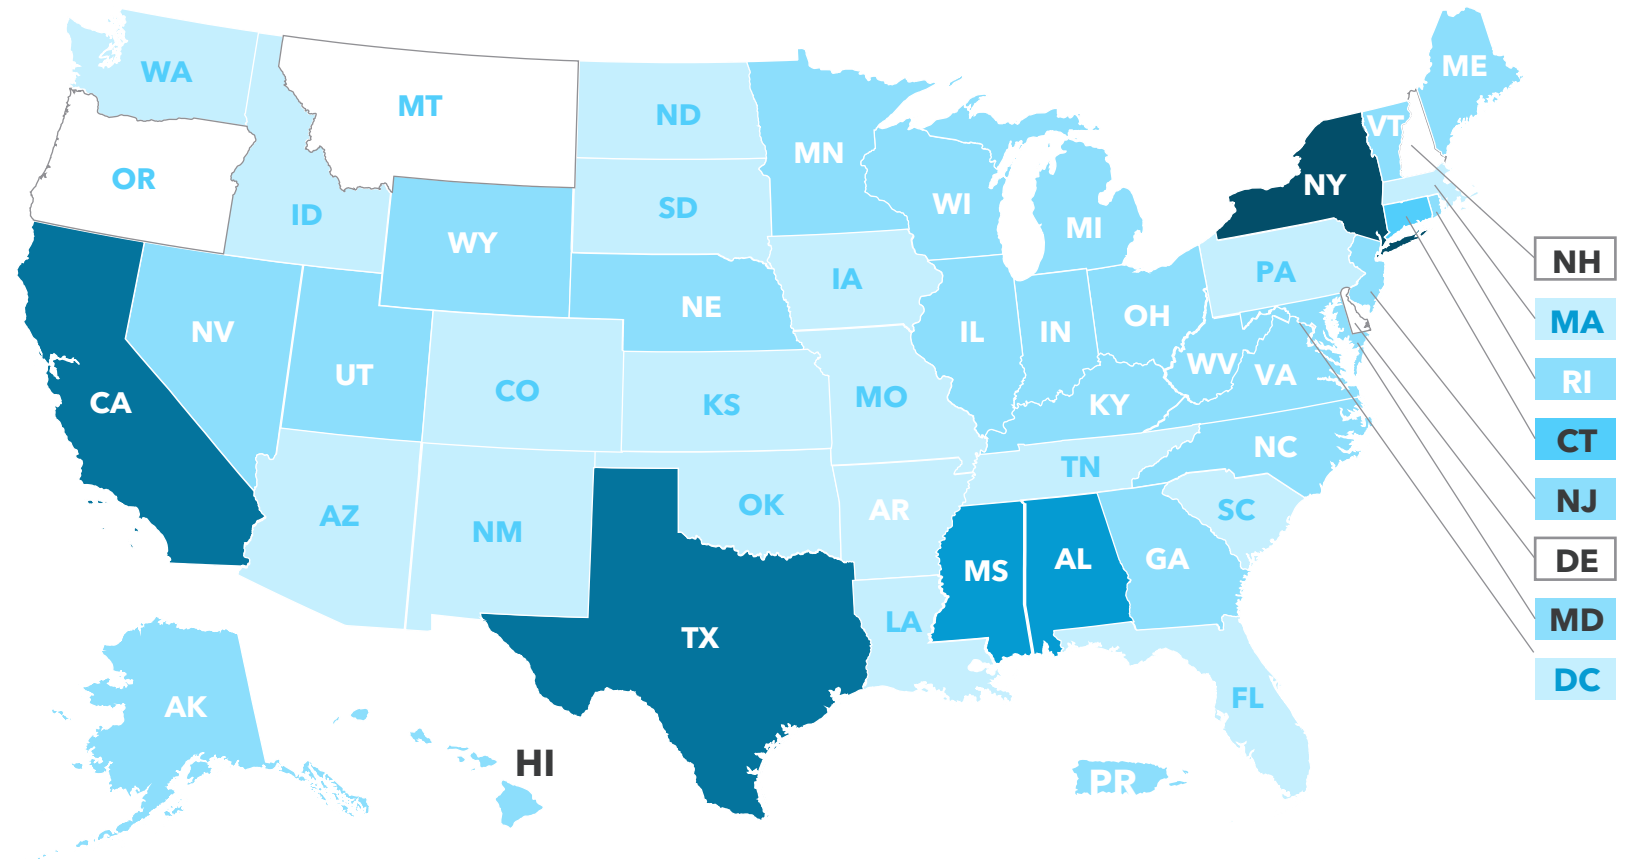 ME
WA
MT
ND
VT
MN
OR
NY
WI
SD
ID
MI
WY
NH
PA
IA
NE
OH
MA
NV
IL
IN
WV
VA
UT
RI
CO
MO
KS
KY
CT
NC
TN
NJ
OK
AR
SC
AZ
NM
AL
GA
DE
MS
MD
LA
TX
DC
FL
AK
HI
CA
PR